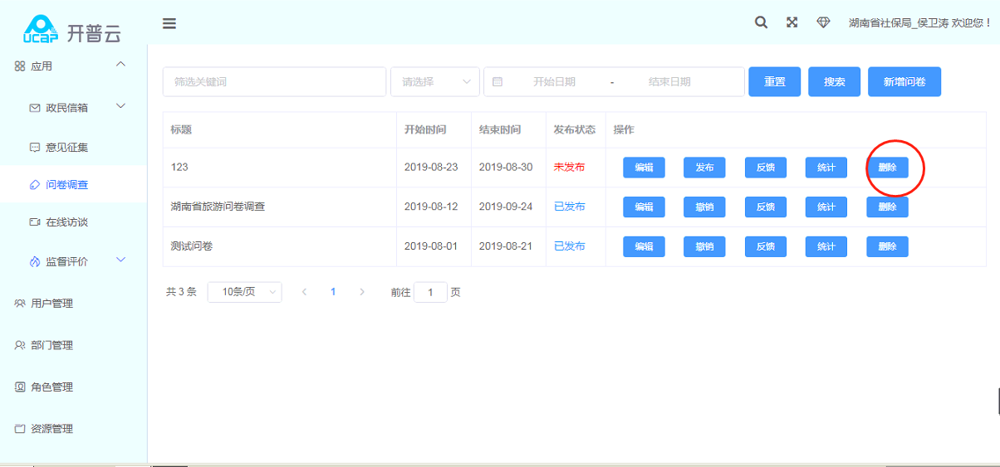 ucap 开普云
湖南省社保局_侯卫涛 欢迎您！
应用
政民信箱
意见征集
问卷调查
在线访谈
监督评价
用户管理
部门管理
角色管理
资源管理
筛选关键词 请选择 开始日期 - 结束日期 重置 搜索 新增问卷
标题 开始时间 结束时间 发布状态 操作
123 2019-08-23 2019-08-30 未发布 编辑 发布 反馈 统计 删除
湖南省旅游问卷调查 2019-08-12 2019-09-24 已发布 编辑 撤销 反馈 统计 删除
测试问卷 2019-08-01 2019-08-21 已发布 编辑 撤销 反馈 统计 删除
共 3 条 10条/页 1 前往 1 页